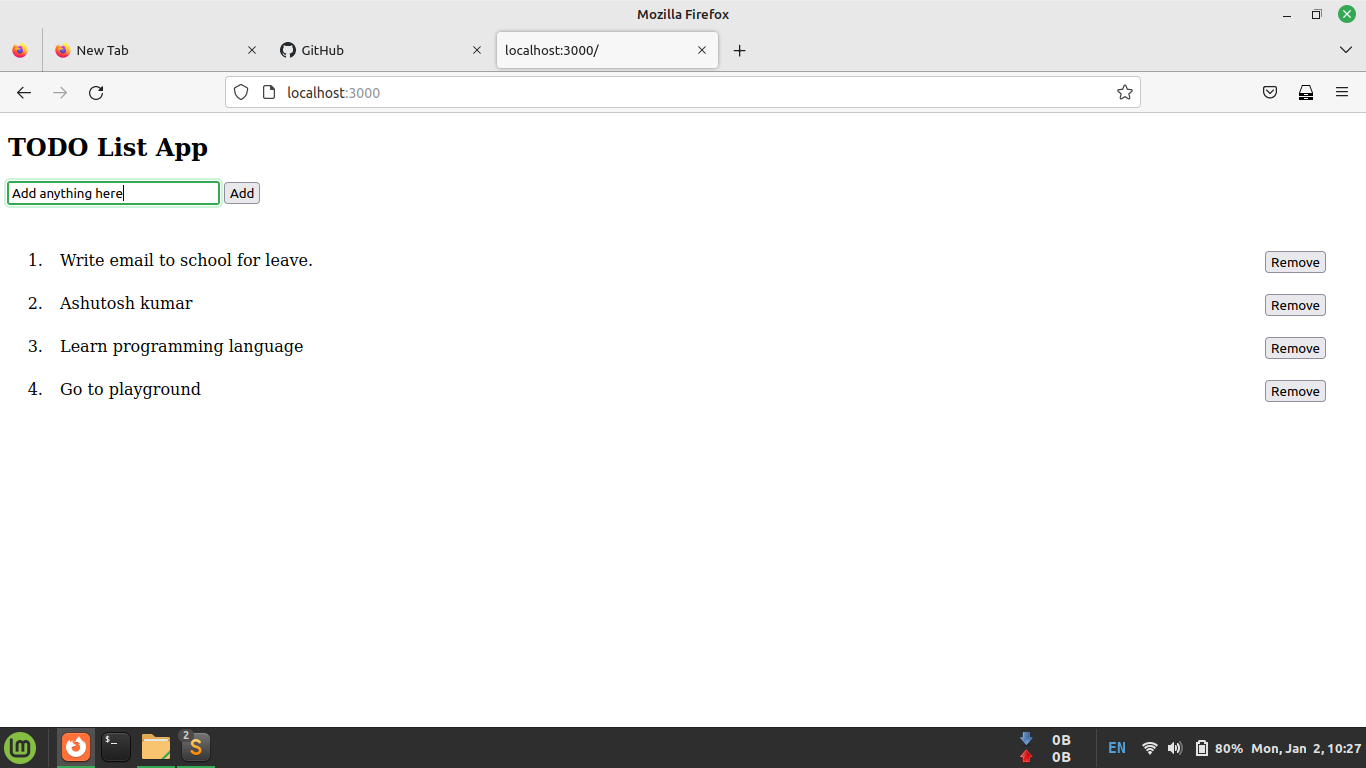 Mozilla Firefox
New Tab
GitHub
localhost:3000/
localhost:3000
TODO List App
Add anything here
Add
1. Write email to school for leave. Remove
2. Ashutosh kumar Remove
3. Learn programming language Remove
4. Go to playground Remove
$_
2
S
0B
0B
EN
80%
Mon, Jan 2, 10:27